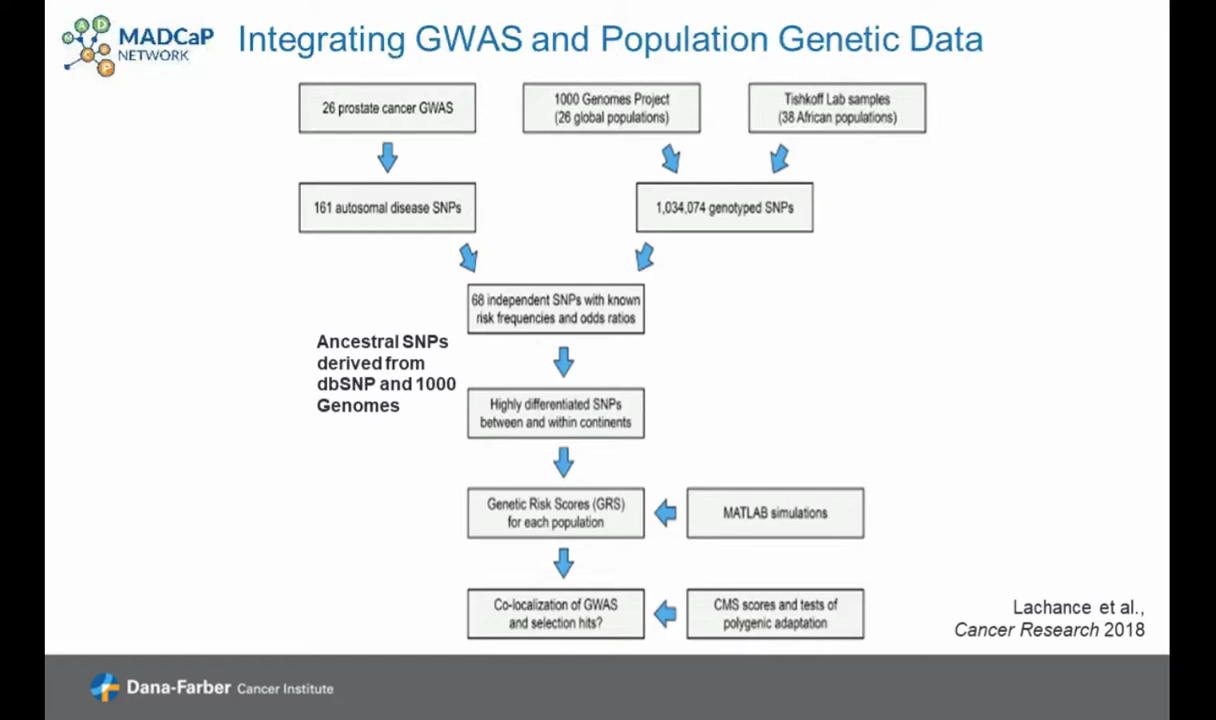 MADCaP
NETWORK
Integrating GWAS and Population Genetic Data
26 prostate cancer GWAS
1000 Genomes Project
(26 global populations)
Tishkoff Lab samples
(38 African populations)
161 autosomal disease SNPs
1,034,074 genotyped SNPs
68 independent SNPs with known
risk frequencies and odds ratios
Ancestral SNPs
derived from
dbSNP and 1000
Genomes
Highly differentiated SNPs
between and within continents
Genetic Risk Scores (GRS)
for each population
MATLAB simulations
Co-localization of GWAS
and selection hits?
CMS scores and tests of
polygenic adaptation
Lachance et al.,
Cancer Research 2018
Dana-Farber Cancer Institute